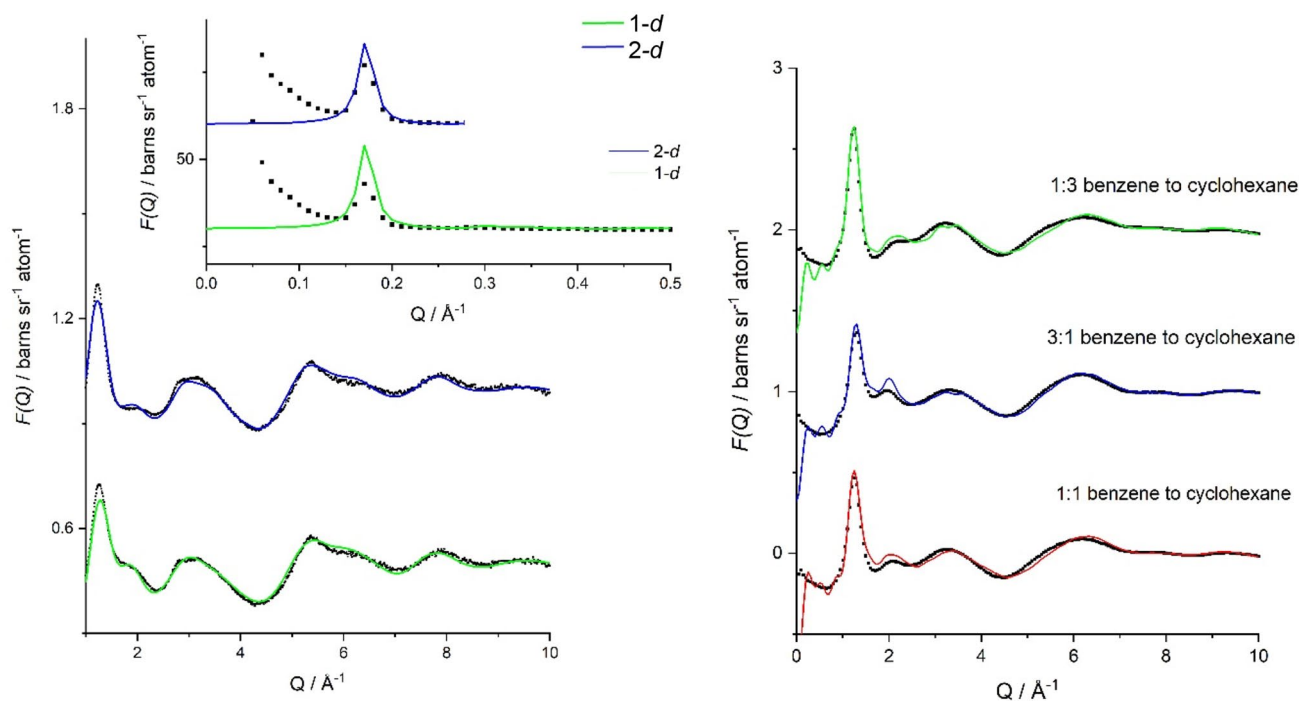 1-d
2-d
F(Q) / barns sr-1 atom-1
50
2-d
1-d
0.0
0.1
0.2
0.3
0.4
0.5
Q / Å-1
F(Q) / barns sr-1 atom-1
1.8
1.2
0.6
2
4
6
8
10
Q / Å-1
F(Q) / barns sr-1 atom-1
3
2
1
0
1:3 benzene to cyclohexane
3:1 benzene to cyclohexane
1:1 benzene to cyclohexane
0
2
4
6
8
10
Q / Å-1